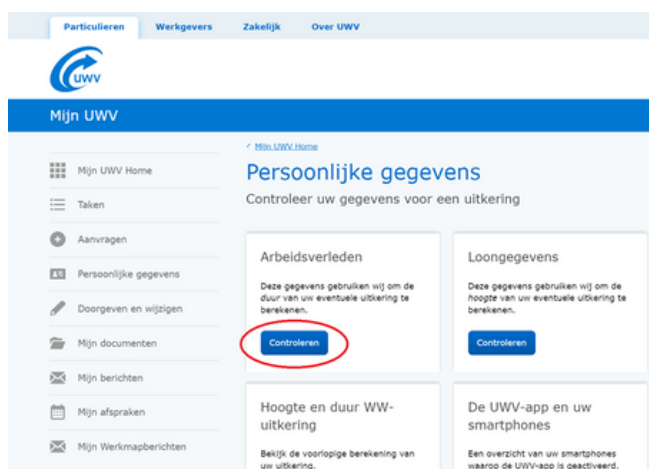 Particulieren Werkgevers Zakelijk Over UWV
UWV
Mijn UWV
Mijn UWV Home
Taken
Aanvragen
Persoonlijke gegevens
Doorgeven en wijzigen
Mijn documenten
Mijn berichten
Mijn afspraken
Mijn Werkmapberichten
< Mijn UWV Home
Persoonlijke gegevens
Controleer uw gegevens voor een uitkering
Arbeidsverleden
Deze gegevens gebruiken wij om de
duur van uw eventuele uitkering te
berekenen.
Controleren
Loongegevens
Deze gegevens gebruiken wij om de
hoogte van uw eventuele uitkering te
berekenen.
Controleren
Hoogte en duur WW-
uitkering
Bekijk de voorlopige berekening van
uw uitkering.
De UWV-app en uw
smartphones
Een overzicht van uw smartphones
waarop de UWV-app is geactiveerd.